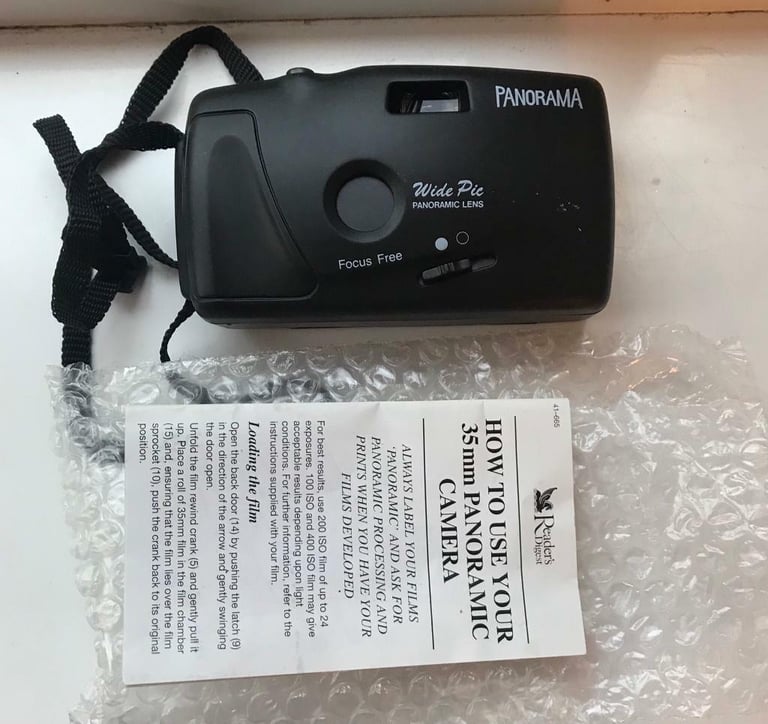 PANORAMA
Wide Pic
PANORAMIC LENS
Focus Free
41-665
Reader's
Digest
HOW TO USE YOUR
35mm PANORAMIC
CAMERA
ALWAYS LABEL YOUR FILMS
'PANORAMIC' AND ASK FOR
PANORAMIC PROCESSING AND
PRINTS WHEN YOU HAVE YOUR
FILMS DEVELOPED
For best results, use 200 ISO film of up to 24
exposures. 100 ISO and 400 ISO film may give
acceptable results depending upon light
conditions. For further information, refer to the
instructions supplied with your film.
Loading the film
Open the back door (14) by pushing the latch (9)
in the direction of the arrow and gently swinging
the door open.
Unfold the film rewind crank (5) and gently pull it
up. Place a roll of 35mm film in the film chamber
(15) and, ensuring that the film lies over the film
sprocket (10), push the crank back to its original
position.